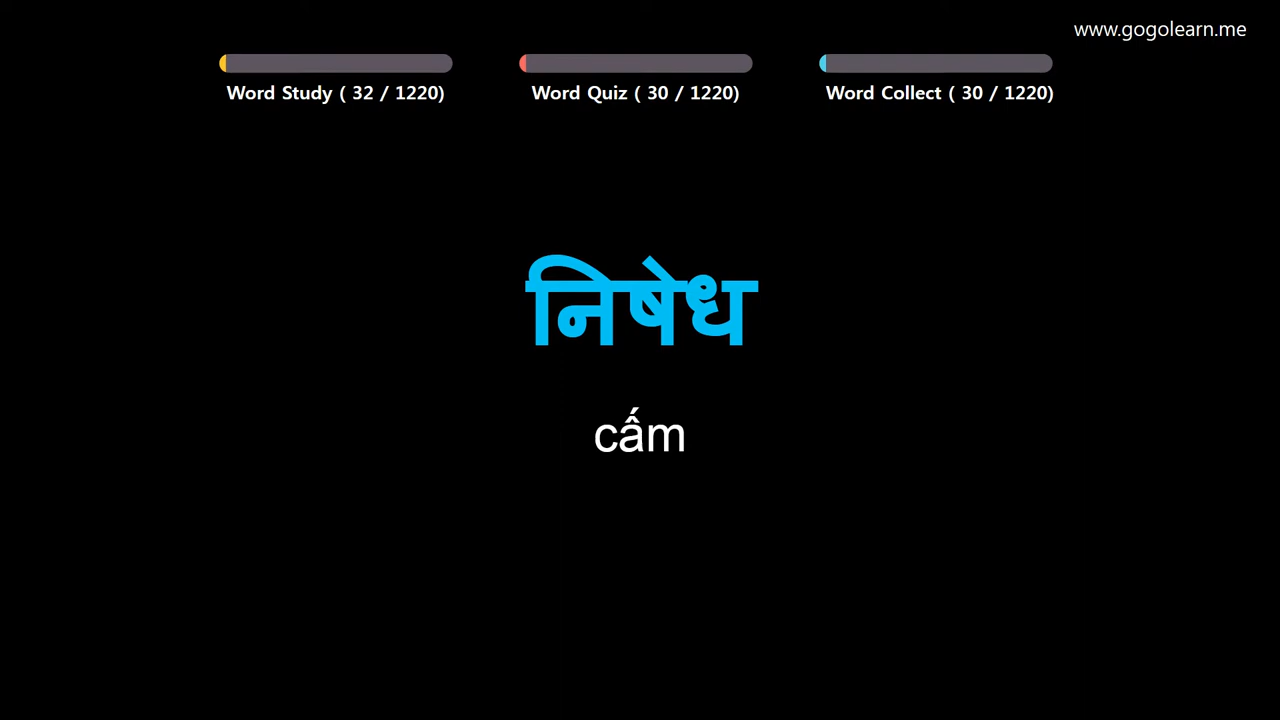 www.gogolearn.me
Word Study ( 32 / 1220)
Word Quiz ( 30 / 1220)
Word Collect ( 30 / 1220)
निषेध
cấm